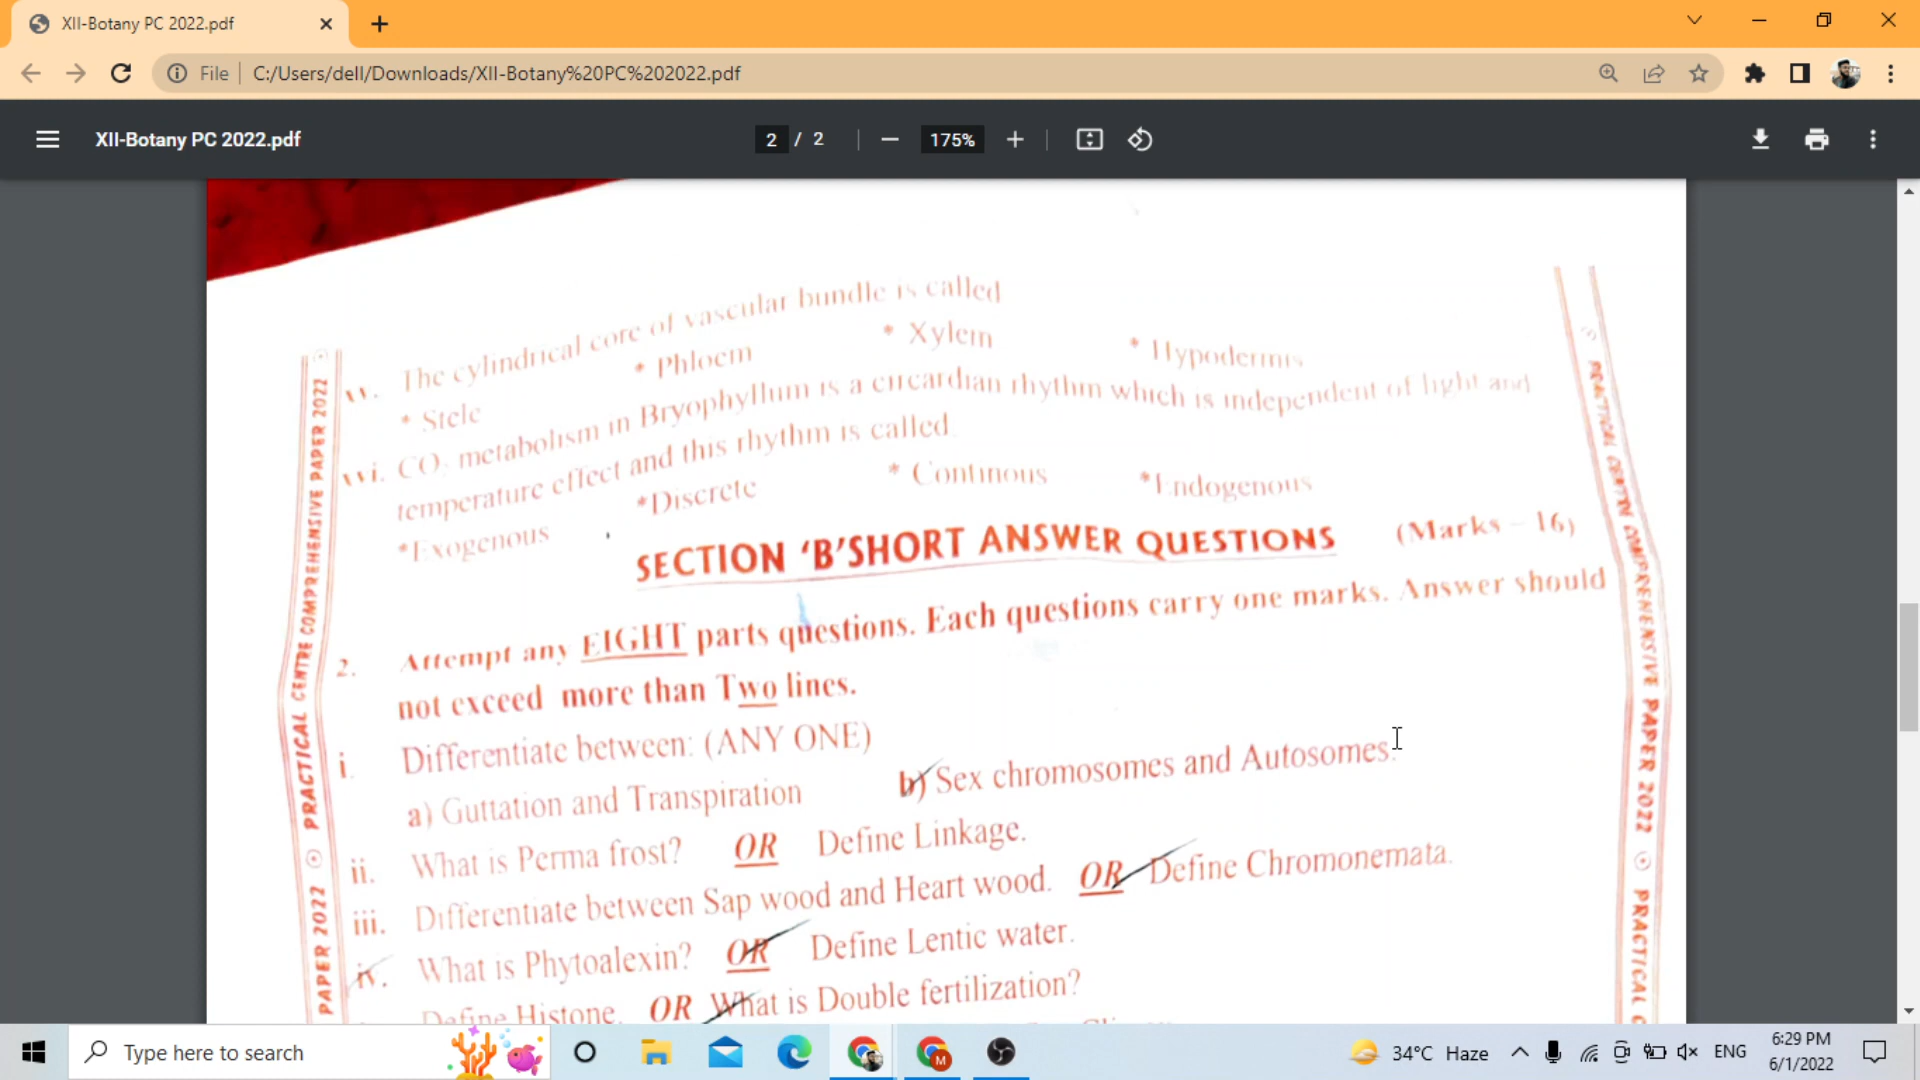 XII-Botany PC 2022.pdf
File
C:/Users/dell/Downloads/XII-Botany%20PC%202022.pdf
XII-Botany PC 2022.pdf
2 / 2
175%
xv. The cylindrical core of vascular bundle is called
* Stele * Phloem * Xylem * Hypodermis
xvi. CO2 metabolism in Bryophyllum is a circardian rhythm which is independent of light and
temperature effect and this rhythm is called
*Exogenous *Discrete * Continous *Endogenous
SECTION ‘B’SHORT ANSWER QUESTIONS (Marks – 16)
2. Attempt any EIGHT parts questions. Each questions carry one marks. Answer should
not exceed more than Two lines.
i. Differentiate between: (ANY ONE)
a) Guttation and Transpiration b) Sex chromosomes and Autosomes.
ii. What is Perma frost? OR Define Linkage.
iii. Differentiate between Sap wood and Heart wood. OR Define Chromonemata.
iv. What is Phytoalexin? OR Define Lentic water.
Define Histone. OR What is Double fertilization?
PAPER 2022 PRACTICAL CENTRE COMPREHENSIVE PAPER 2022
PRACTICAL CENTRE COMPREHENSIVE PAPER 2022 PRACTICAL C
Type here to search
M
34°C Haze
ENG
6:29 PM
6/1/2022